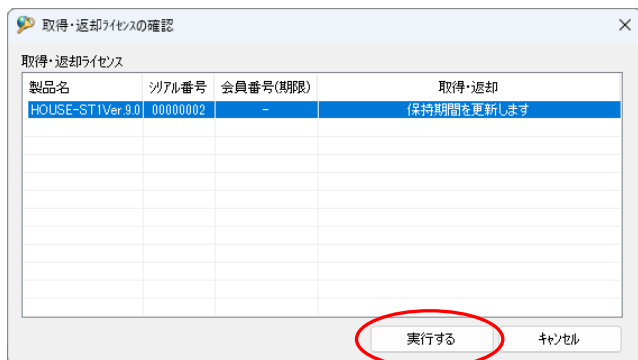 取得・返却ﾗｲｾﾝｽの確認
取得・返却ﾗｲｾﾝｽ
製品名 ｼﾘｱﾙ番号 会員番号(期限) 取得・返却
HOUSE-ST1Ver.9.0 00000002 － 保持期間を更新します
実行する ｷｬﾝｾﾙ